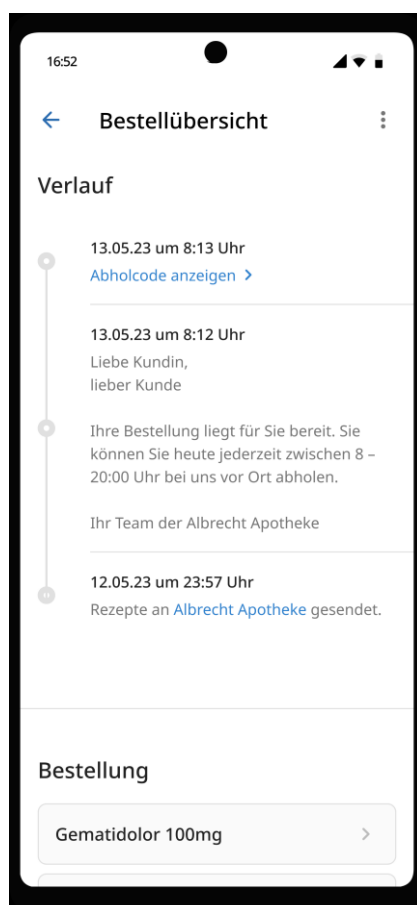 16:52
Bestellübersicht
Verlauf
13.05.23 um 8:13 Uhr
Abholcode anzeigen
13.05.23 um 8:12 Uhr
Liebe Kundin,
lieber Kunde
Ihre Bestellung liegt für Sie bereit. Sie
können Sie heute jederzeit zwischen 8 –
20:00 Uhr bei uns vor Ort abholen.
Ihr Team der Albrecht Apotheke
12.05.23 um 23:57 Uhr
Rezepte an Albrecht Apotheke gesendet.
Bestellung
Gematidolor 100mg